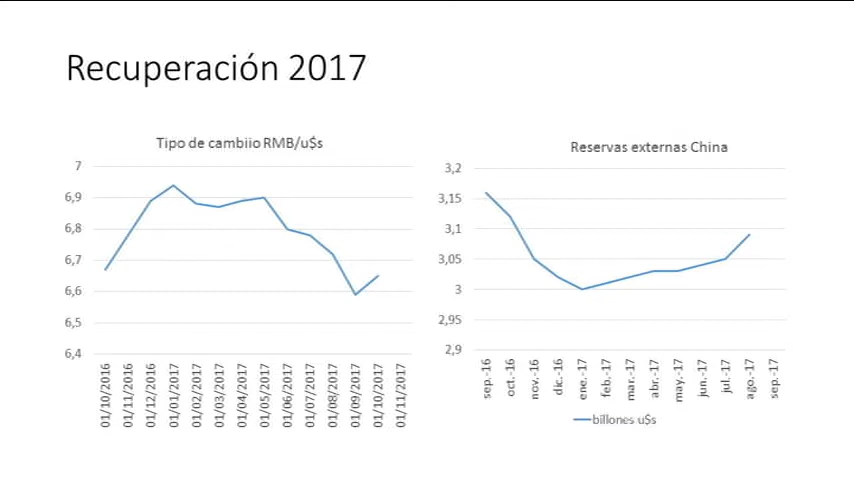 Recuperación 2017
Tipo de cambiio RMB/u$s
7
6,9
6,8
6,7
6,6
6,5
6,4
01/10/2016
01/11/2016
01/12/2016
01/01/2017
01/02/2017
01/03/2017
01/04/2017
01/05/2017
01/06/2017
01/07/2017
01/08/2017
01/09/2017
01/10/2017
01/11/2017
Reservas externas China
3,2
3,15
3,1
3,05
3
2,95
2,9
sep.-16
oct.-16
nov.-16
dic.-16
ene.-17
feb.-17
mar.-17
abr.-17
may.-17
jun.-17
jul.-17
ago.-17
sep.-17
billones u$s